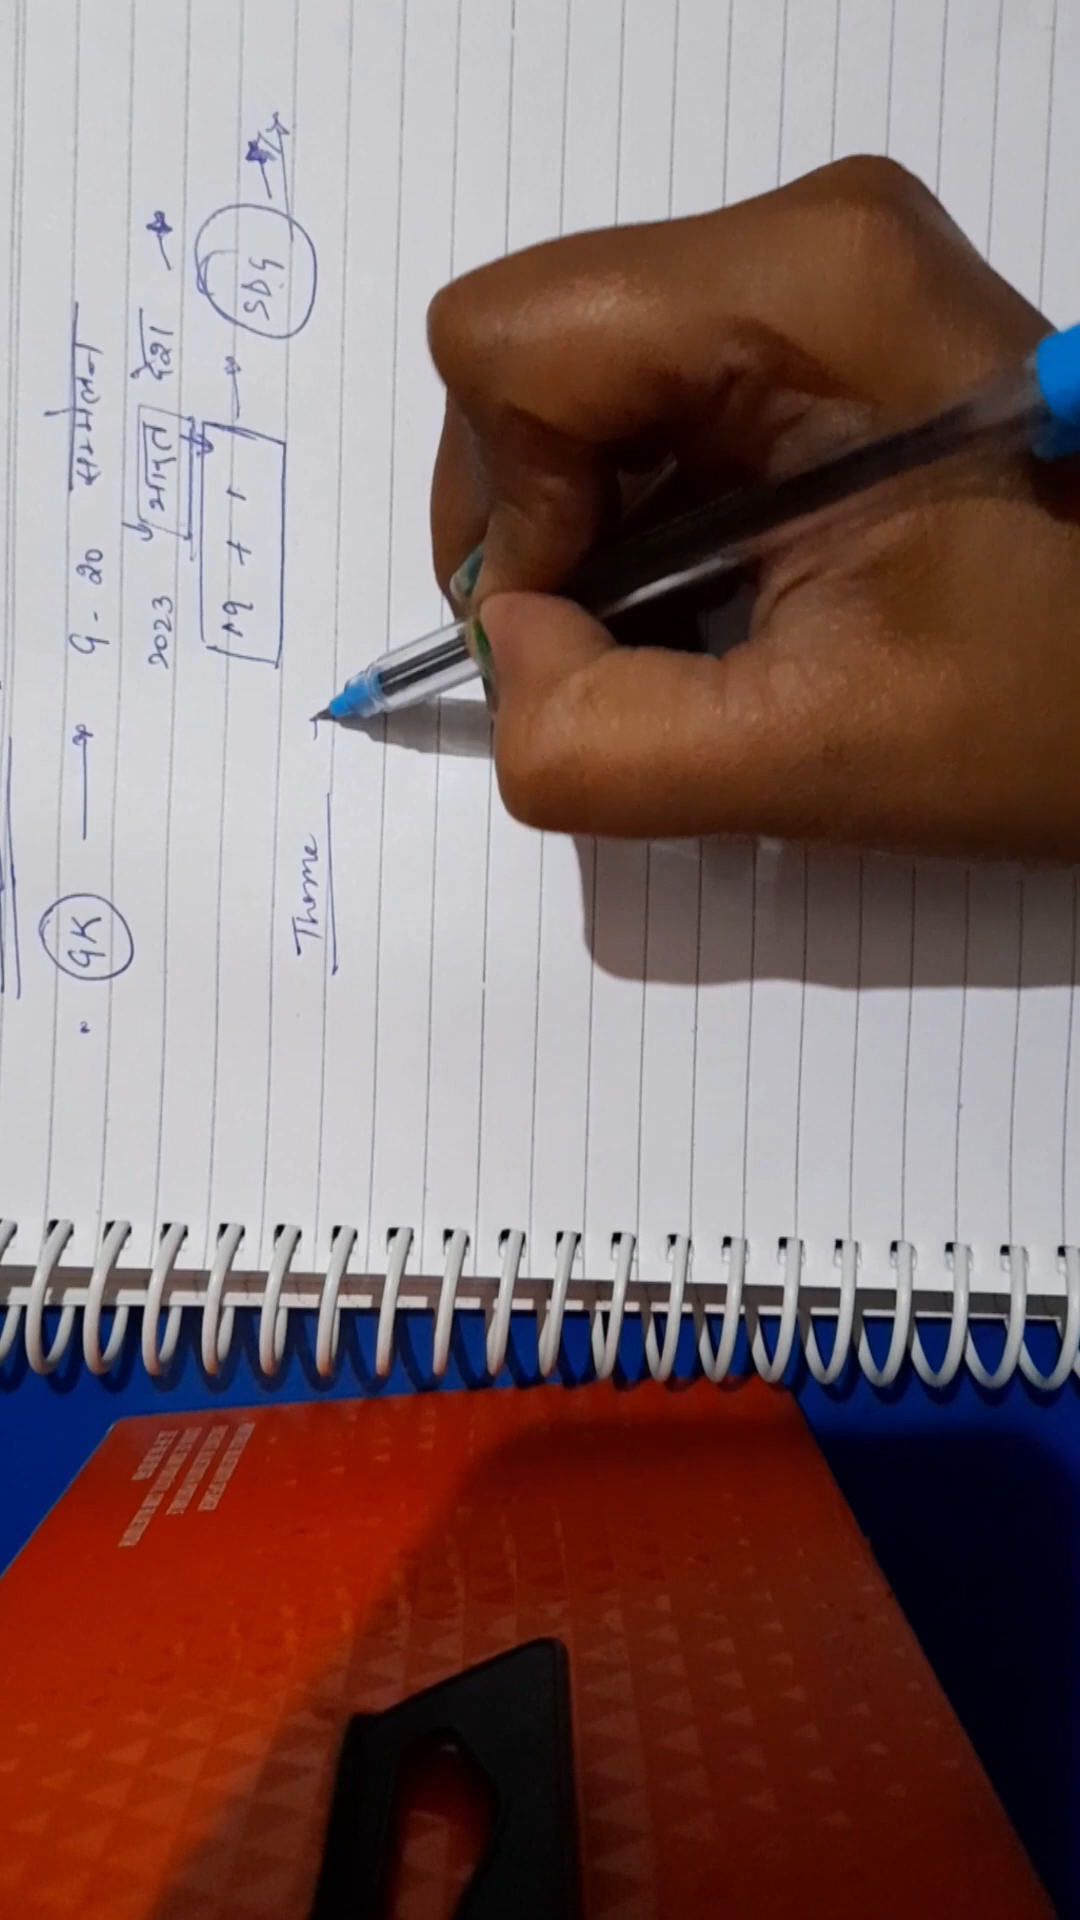 • GK → G - 20 सम्मेलन
2023 भारत देश →
19 + 1 → SDG →
Theme